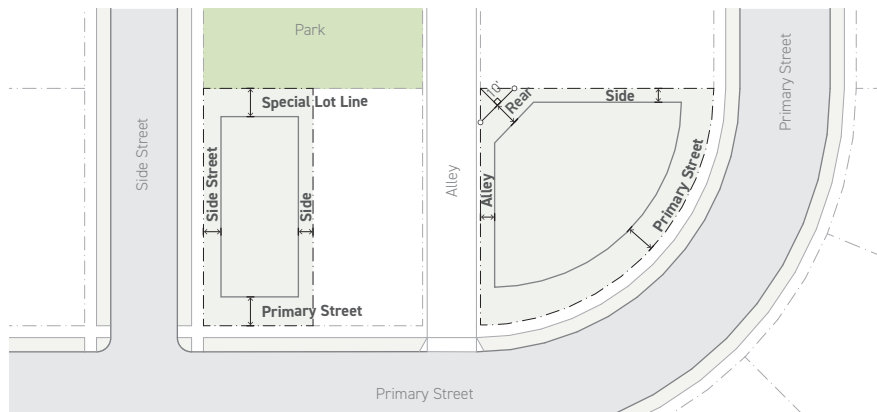 Park
Special Lot Line
Side Street
Side Street
Side
Primary Street
Alley
10'
Rear
Side
Alley
Primary Street
Primary Street
Primary Street